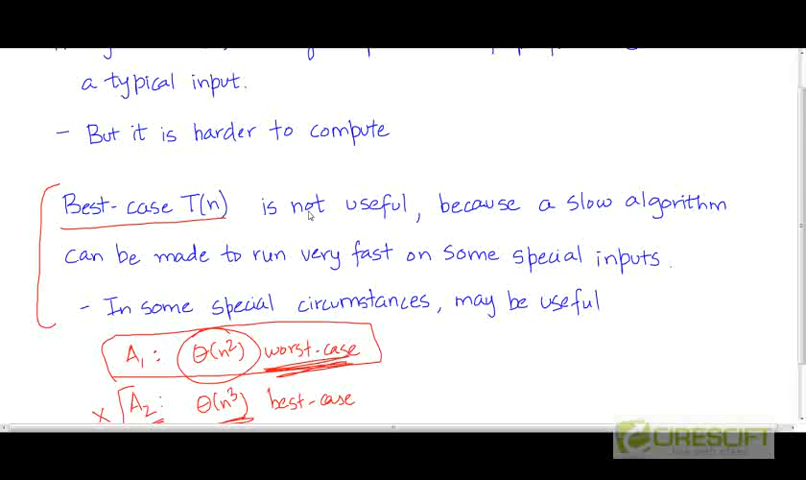 a typical input.
- But it is harder to compute
Best-case T(n) is not useful, because a slow algorithm
can be made to run very fast on some special inputs.
- In some special circumstances, may be useful
A₁: Θ(n²) worst-case
x A₂: Θ(n³) best-case
CIRESCIFT